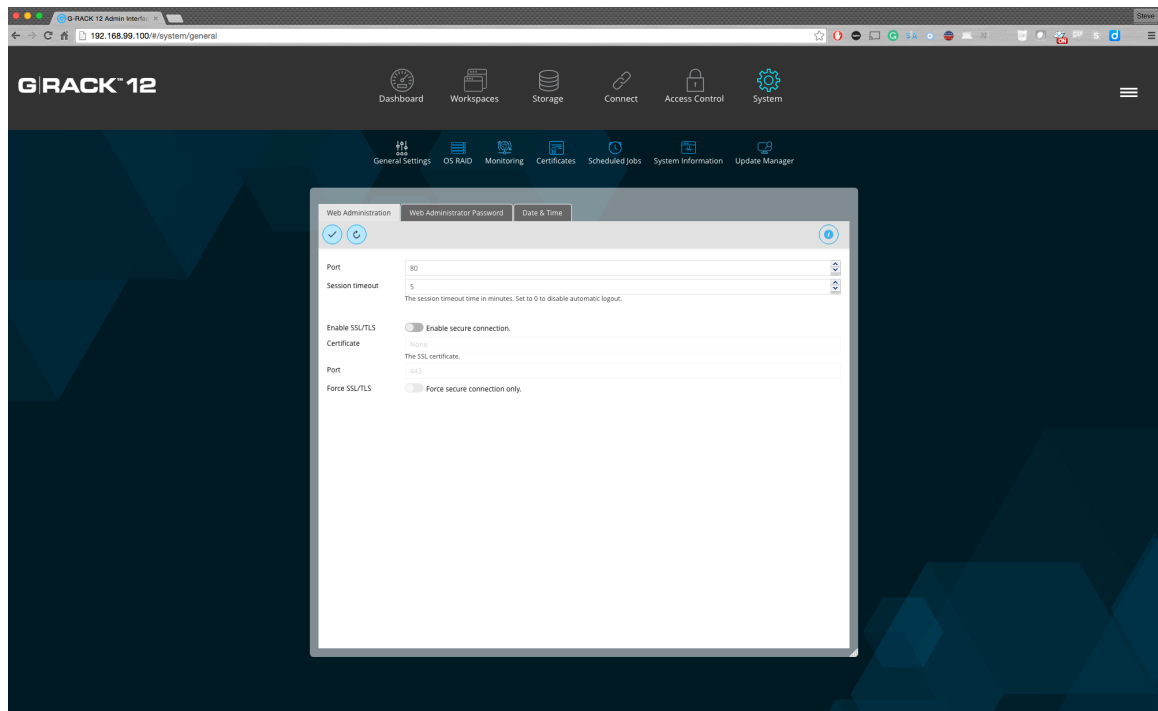 G-RACK 12 Admin Interfac
Steve
192.168.99.100/#/system/general
G|RACK™ 12
Dashboard Workspaces Storage Connect Access Control System
General Settings OS RAID Monitoring Certificates Scheduled Jobs System Information Update Manager
Web Administration Web Administrator Password Date & Time
Port 80
Session timeout 5
The session timeout time in minutes. Set to 0 to disable automatic logout.
Enable SSL/TLS Enable secure connection.
Certificate None
The SSL certificate.
Port 443
Force SSL/TLS Force secure connection only.